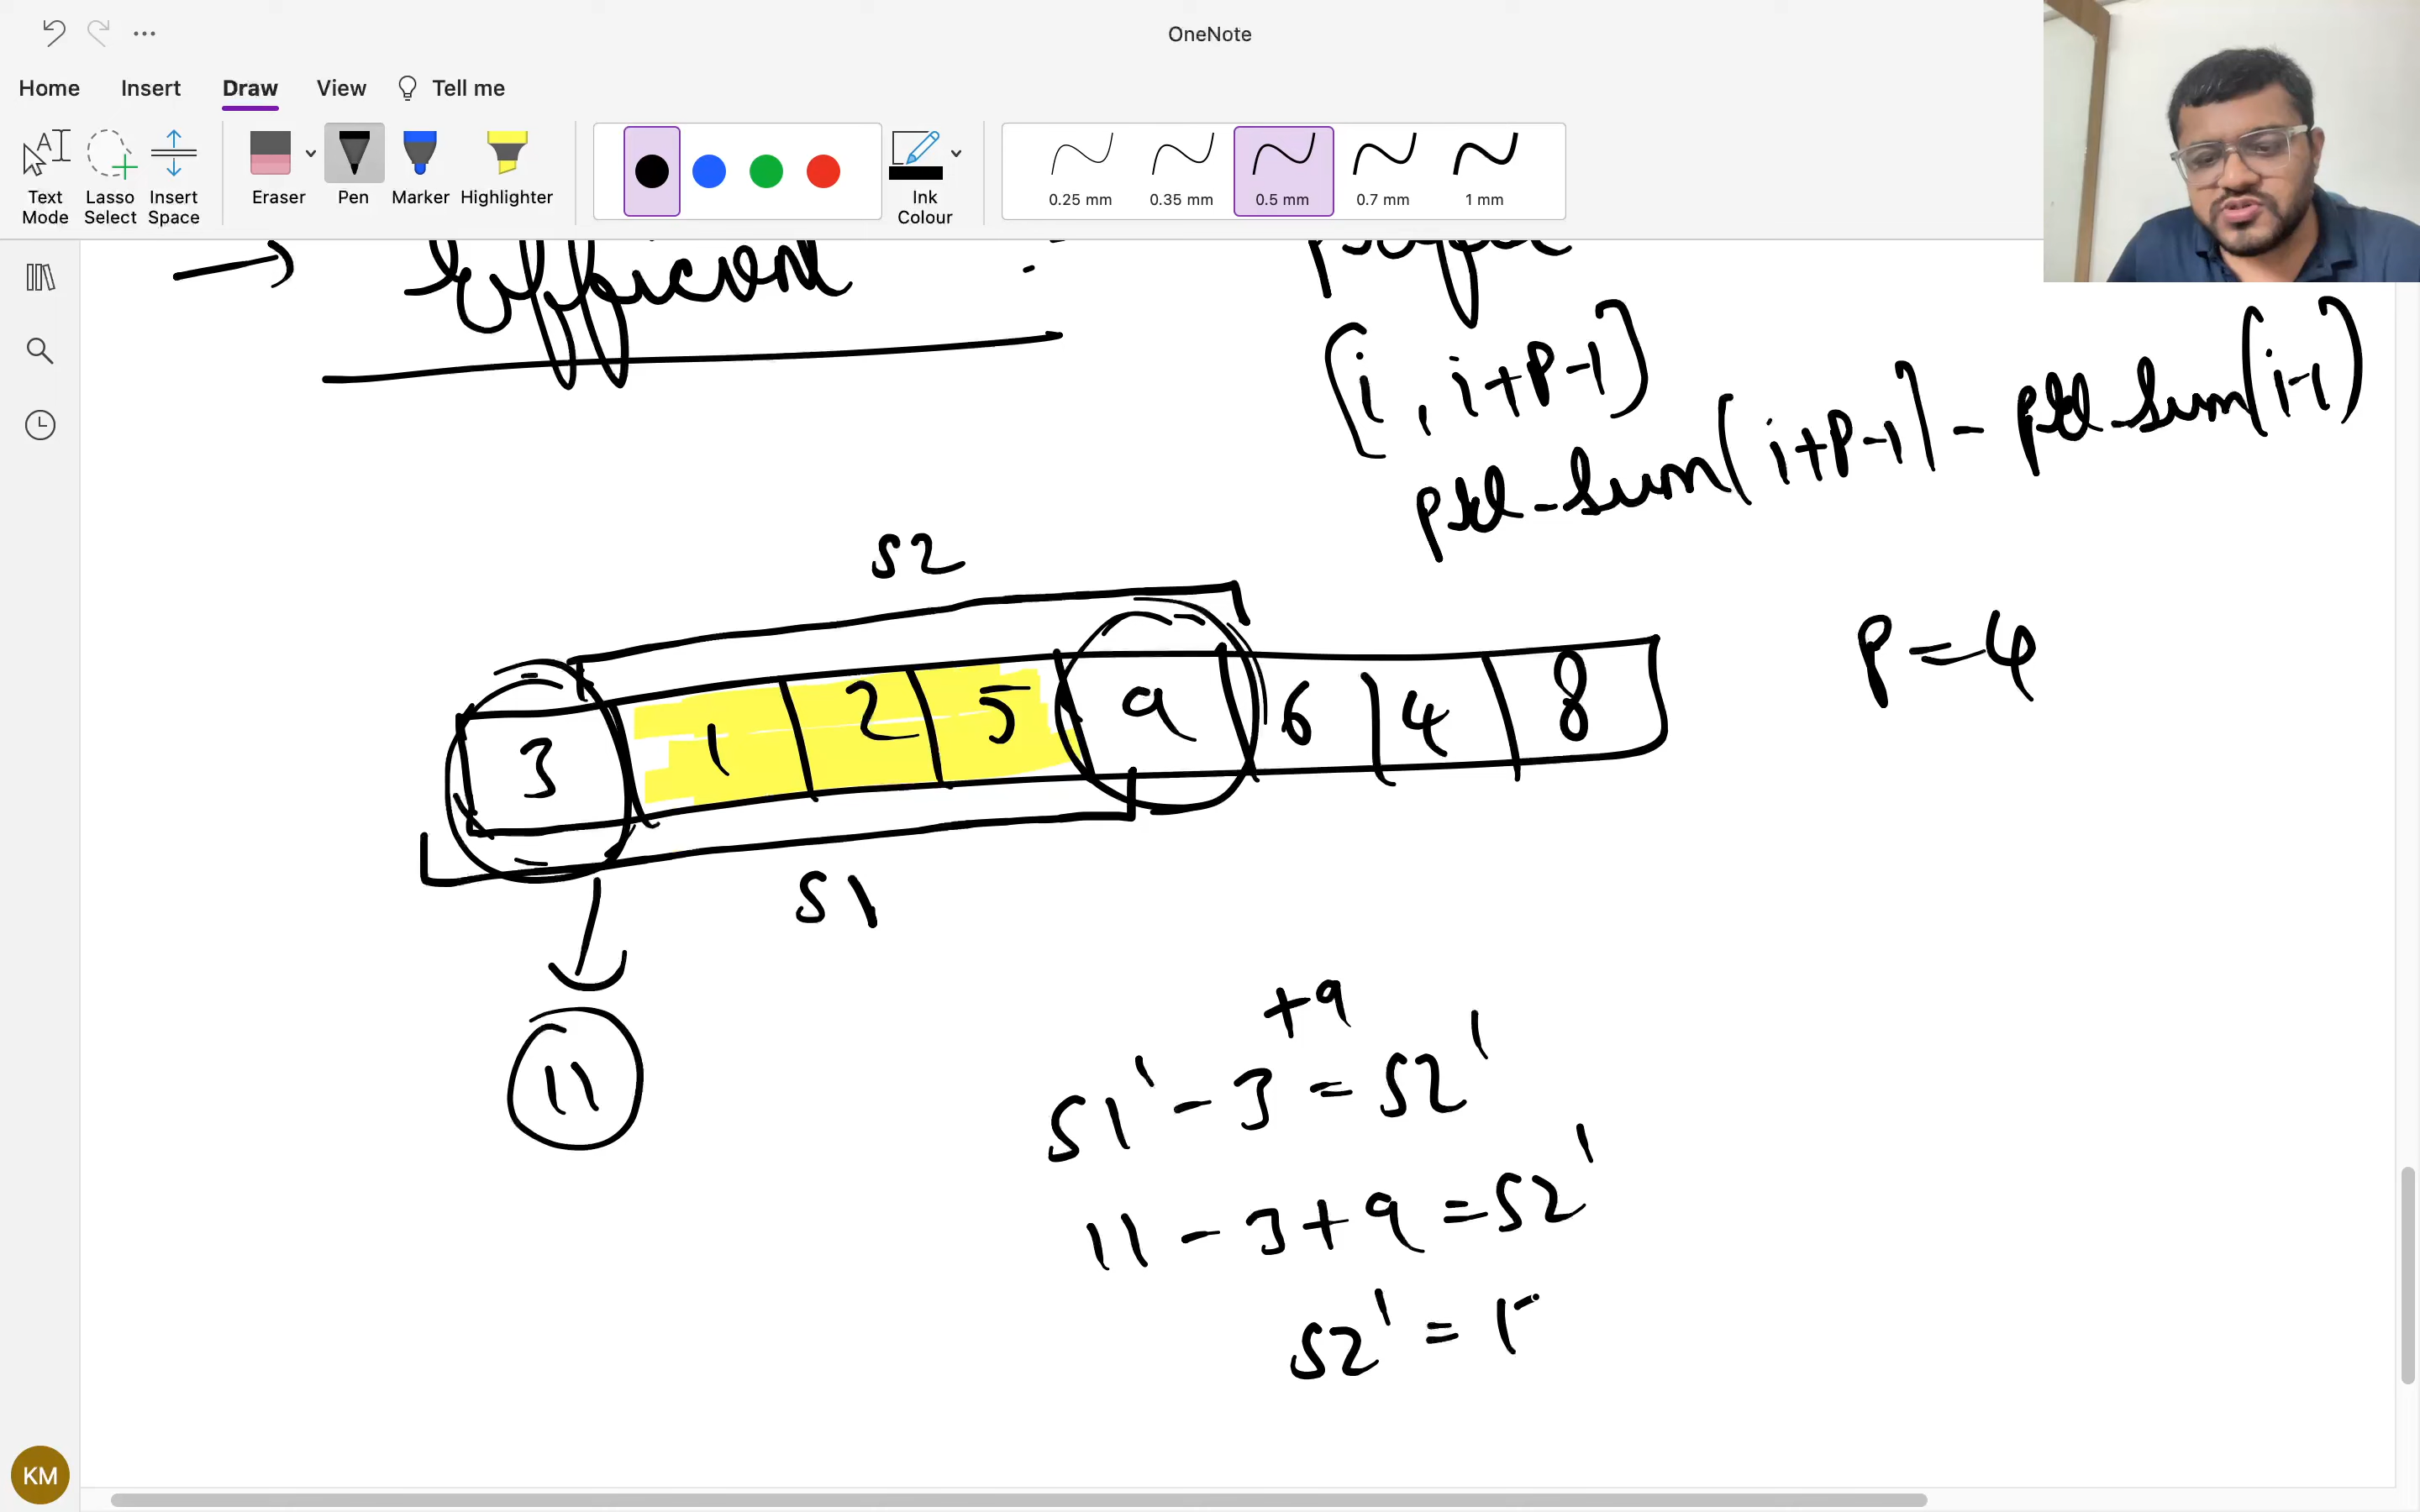 OneNote
Home Insert Draw View Tell me
Text Mode
Lasso Select
Insert Space
Eraser
Pen
Marker
Highlighter
Ink Colour
0.25 mm
0.35 mm
0.5 mm
0.7 mm
1 mm
→ Efficient :-
[i, i+P-1]
-sum[i+P-1] - -sum[i-1]
S2
P=4
3 1 2 5 9 6 4 8
S1
11
+9
S1' - 3 = S2'
11 - 3 + 9 = S2'
S2' = 1
KM